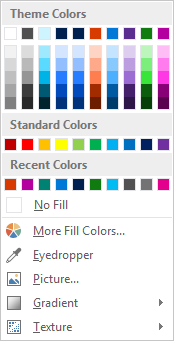 Theme Colors
Standard Colors
Recent Colors
No Fill
More Fill Colors...
Eyedropper
Picture...
Gradient
Texture